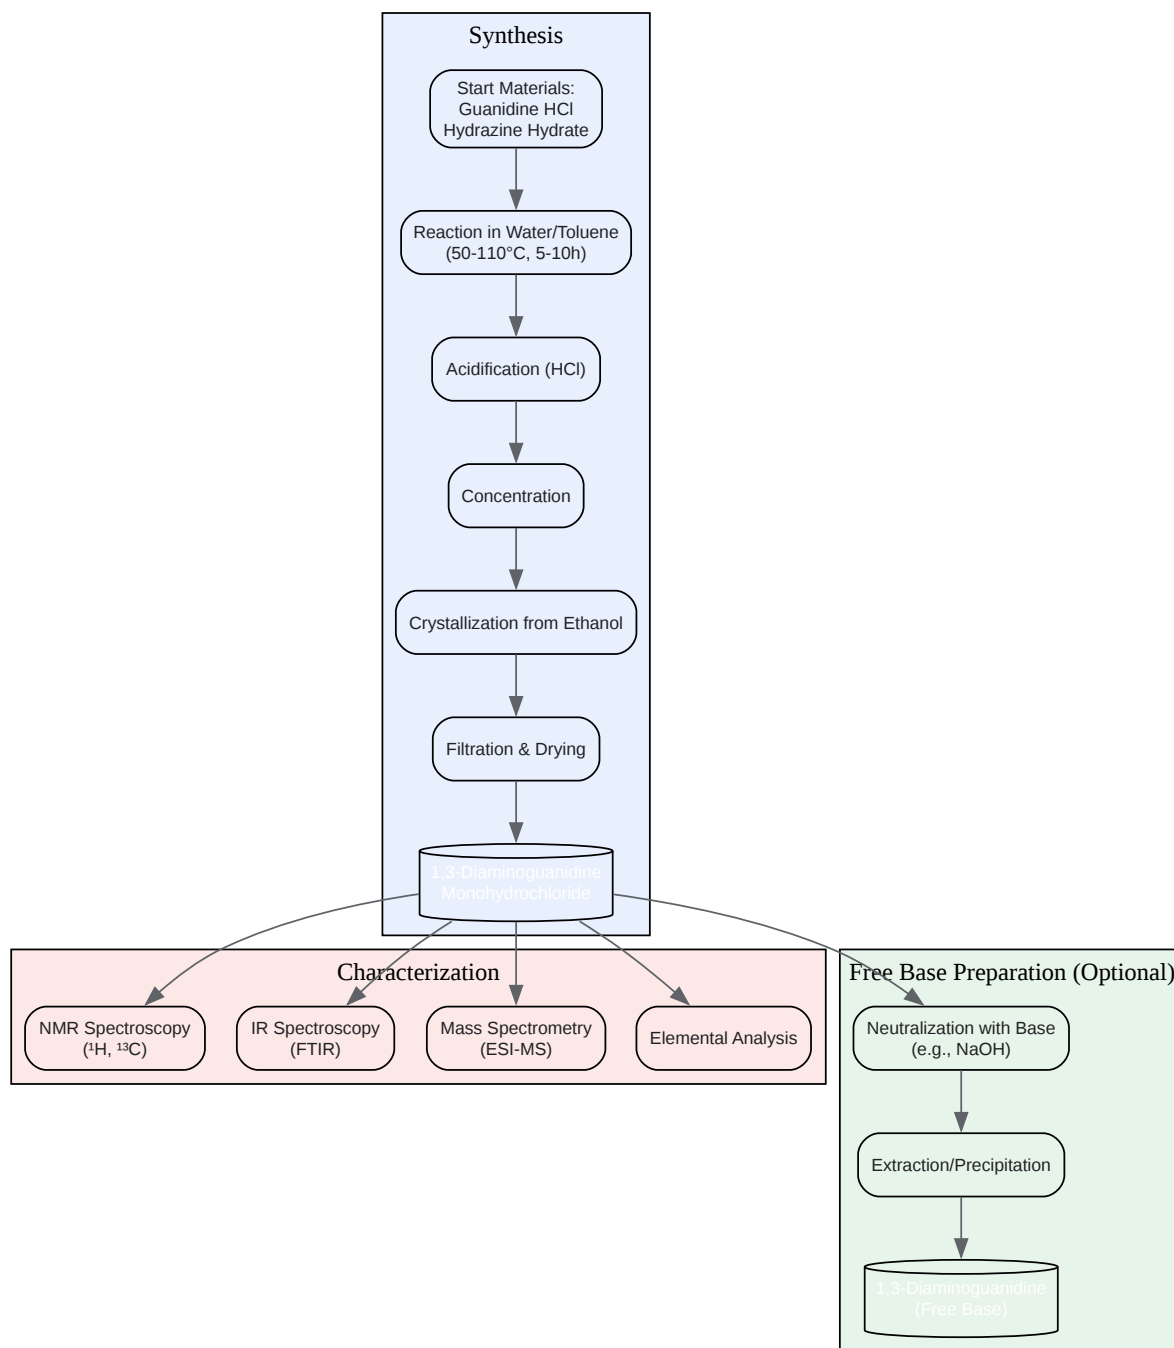 Synthesis
Start Materials:
Guanidine HCl
Hydrazine Hydrate
Reaction in Water/Toluene
(50-110°C, 5-10h)
Acidification (HCl)
Concentration
Crystallization from Ethanol
Filtration & Drying
1,3-Diaminoguanidine
Monohydrochloride
Characterization
NMR Spectroscopy
(¹H, ¹³C)
IR Spectroscopy
(FTIR)
Mass Spectrometry
(ESI-MS)
Elemental Analysis
Free Base Preparation (Optional)
Neutralization with Base
(e.g., NaOH)
Extraction/Precipitation
1,3-Diaminoguanidine
(Free Base)